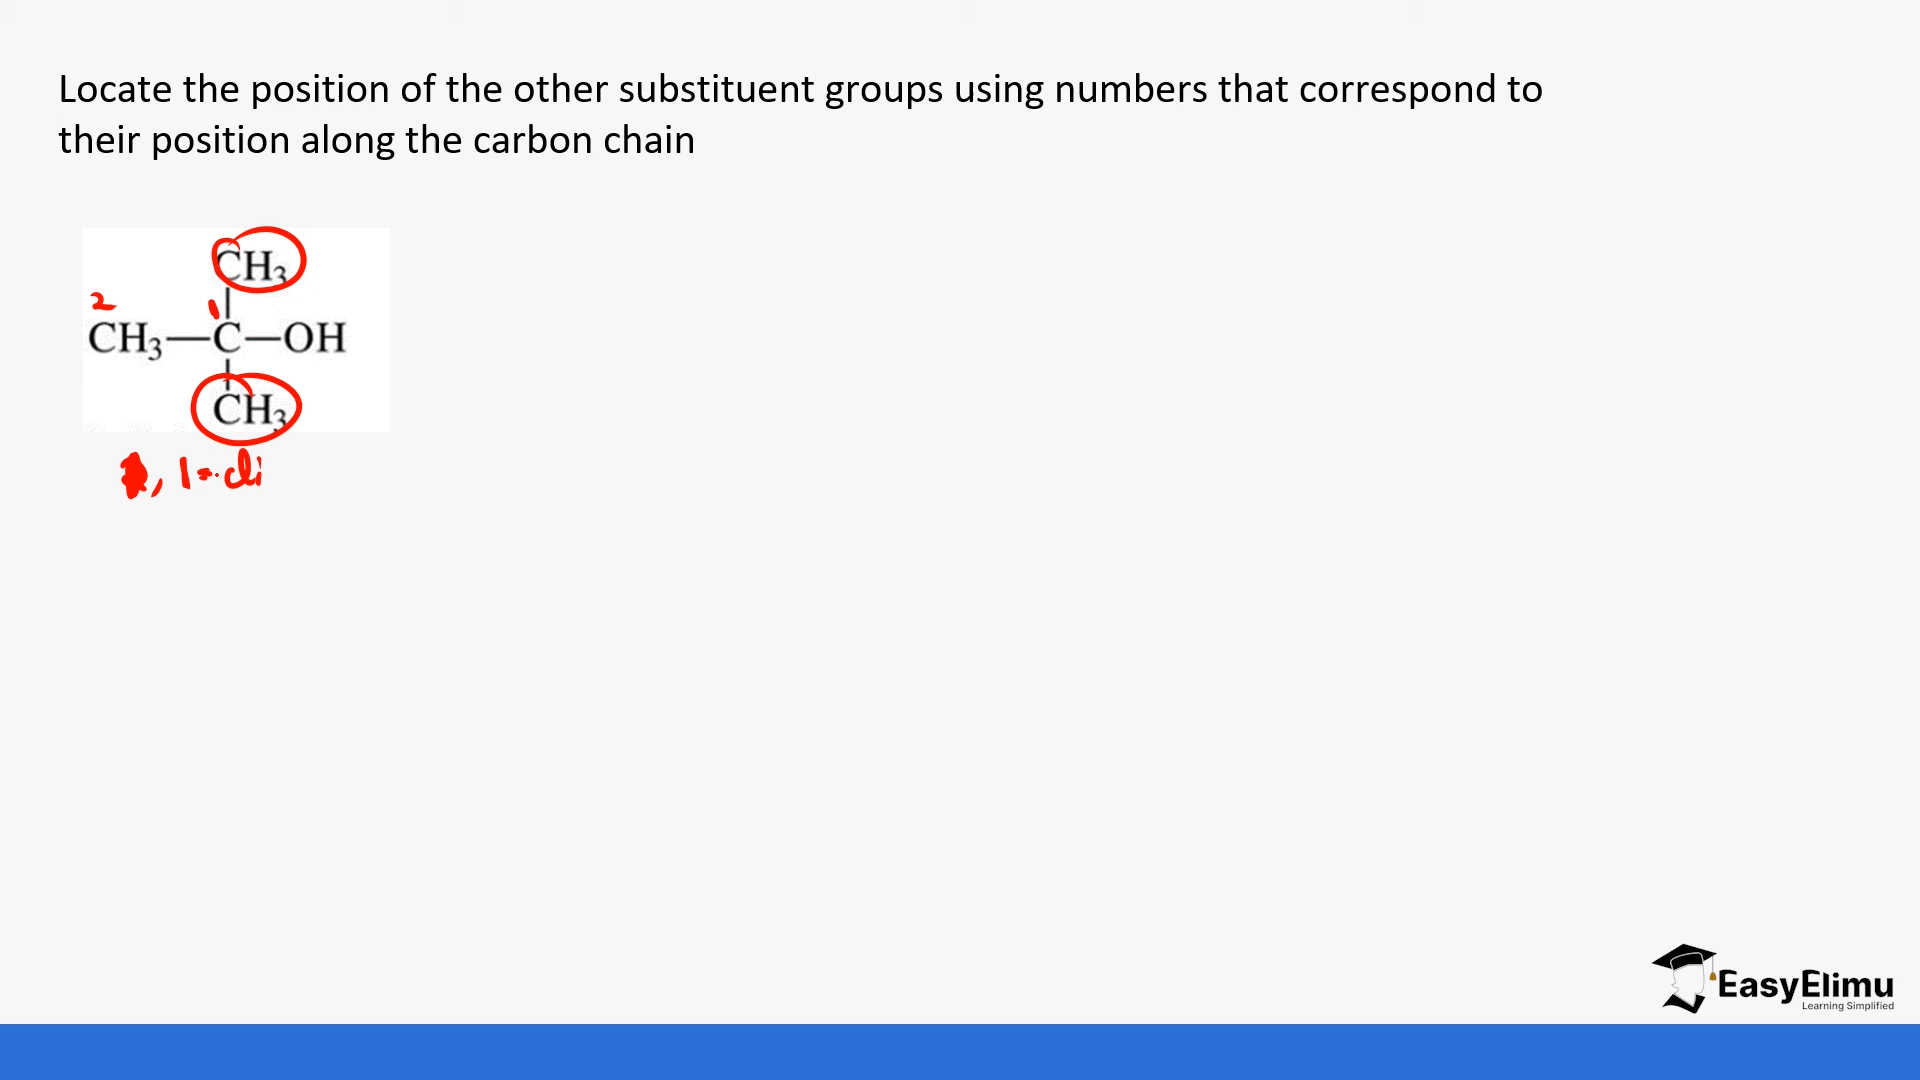 Locate the position of the other substituent groups using numbers that correspond to
their position along the carbon chain
CH₃
2
1
CH₃—C—OH
CH₃
, 1-di
EasyElimu
Learning Simplified